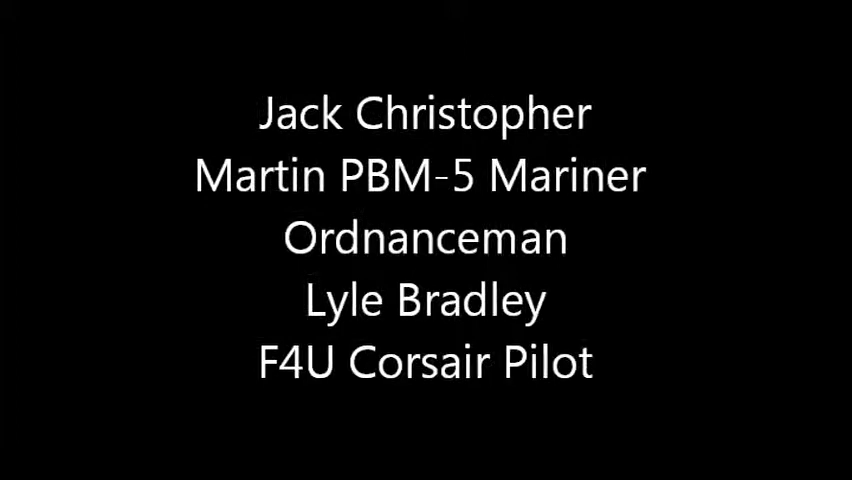 Jack Christopher
Martin PBM-5 Mariner
Ordnanceman
Lyle Bradley
F4U Corsair Pilot